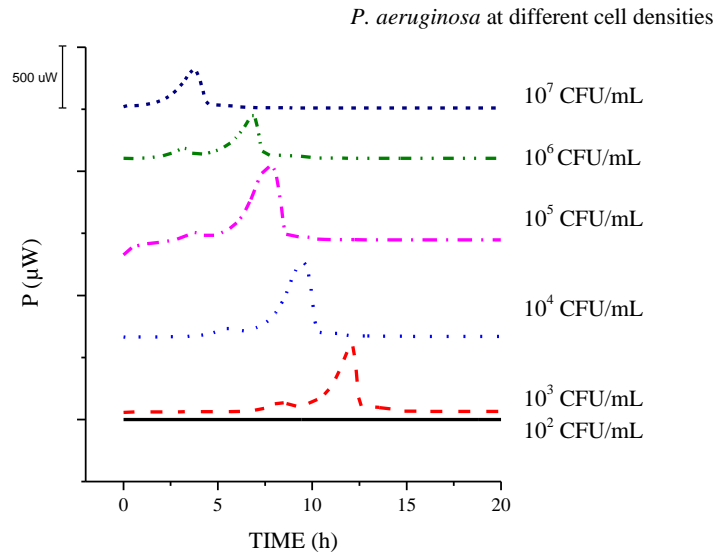 P. aeruginosa at different cell densities
500 uW
10⁷ CFU/mL
10⁶ CFU/mL
10⁵ CFU/mL
10⁴ CFU/mL
10³ CFU/mL
10² CFU/mL
P (µW)
0 5 10 15 20
TIME (h)